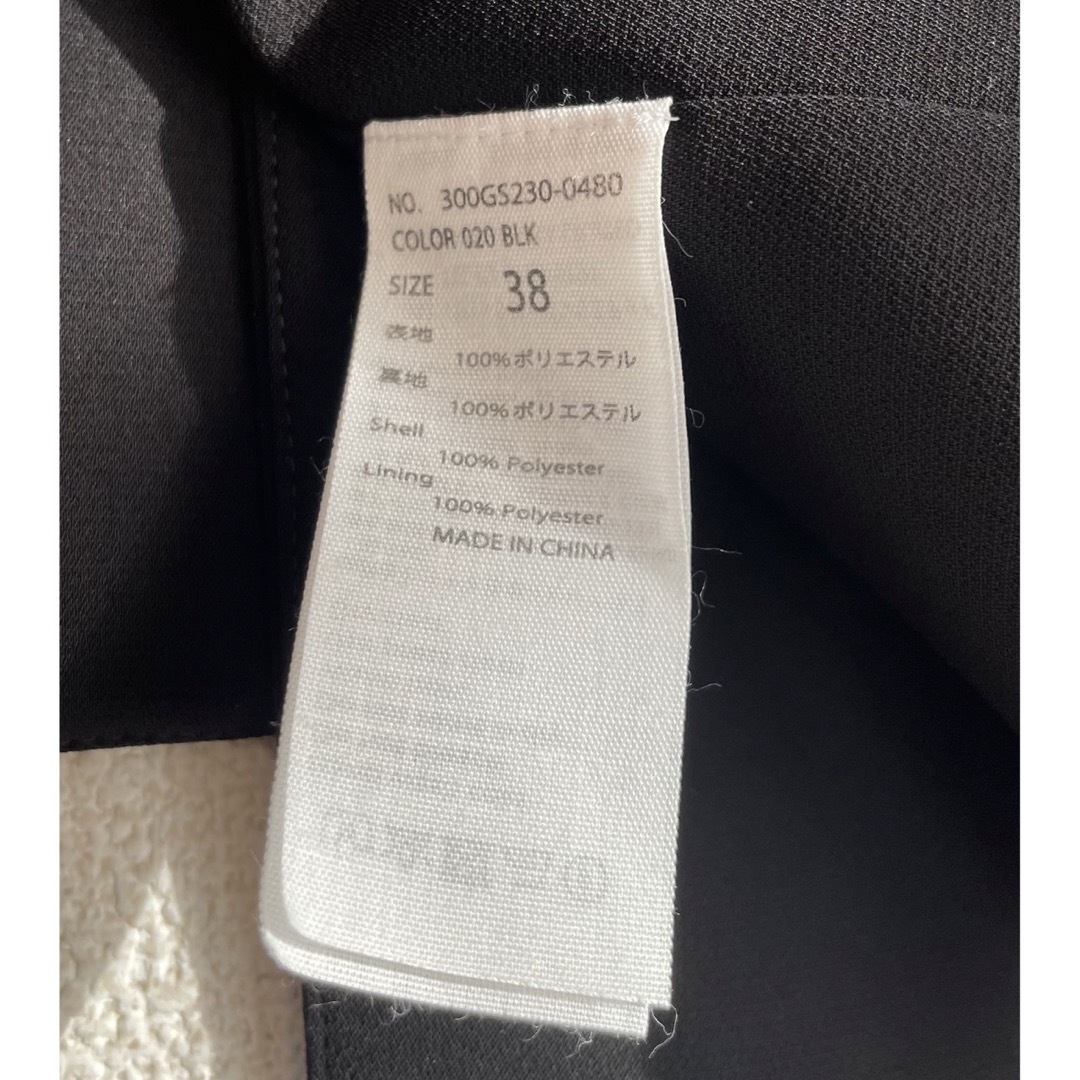 NO. 300GS230-0480
COLOR 020 BLK
SIZE 38
表地
100%ポリエステル
裏地
100%ポリエステル
Shell
100% Polyester
Lining
100% Polyester
MADE IN CHINA